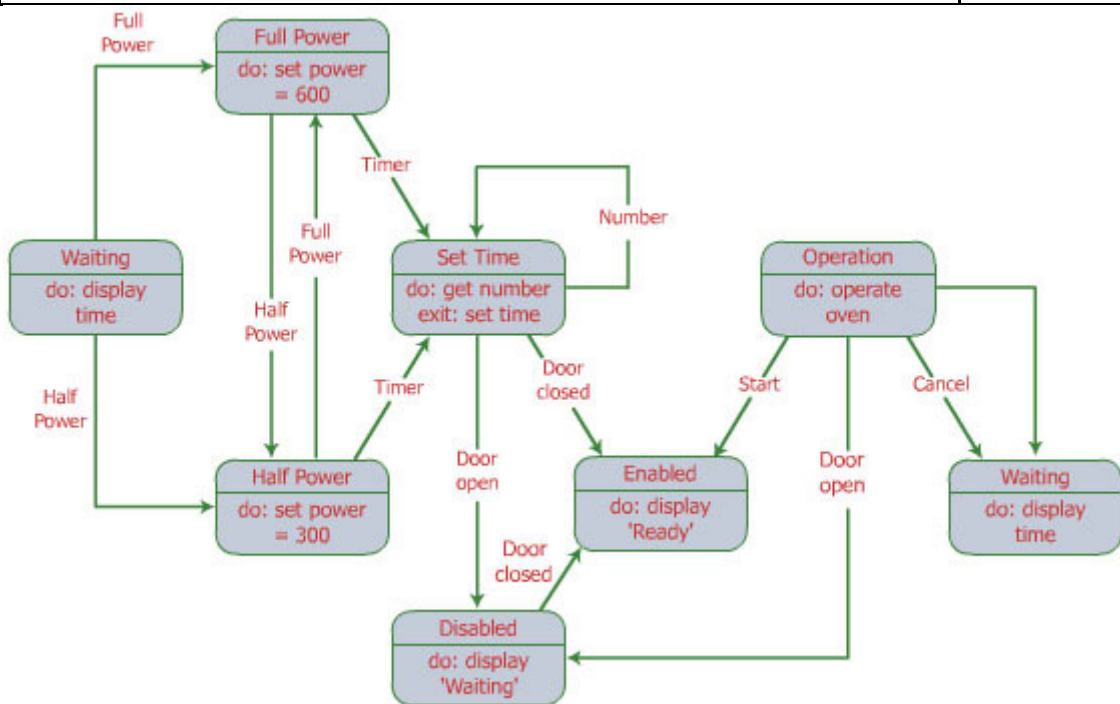 Full
Power
Full Power
do: set power
= 600
Timer
Number
Full
Power
Waiting
do: display
time
Set Time
do: get number
exit: set time
Operation
do: operate
oven
Half
Power
Half
Power
Timer
Door
closed
Start
Cancel
Door
open
Door
open
Half Power
do: set power
= 300
Enabled
do: display
'Ready'
Waiting
do: display
time
Door
closed
Disabled
do: display
'Waiting'